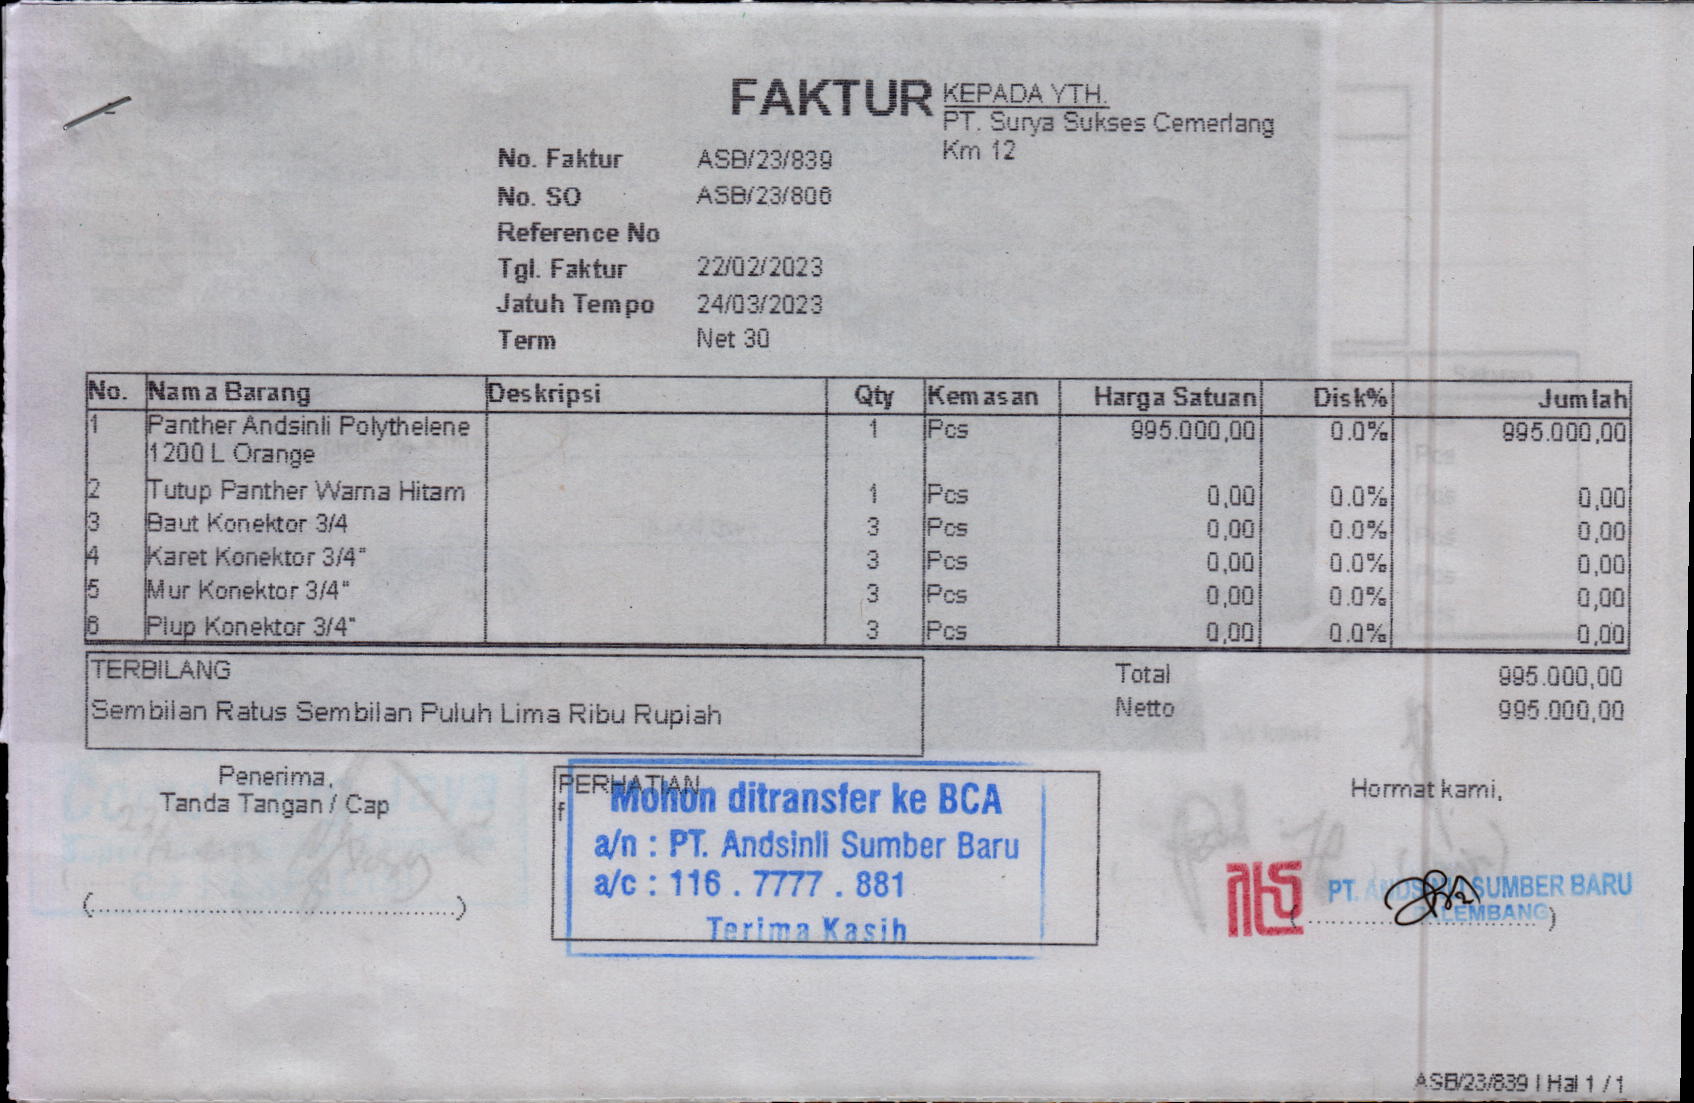 FAKTUR
KEPADA YTH.
PT. Surya Sukses Cemerlang
Km 12
No. Faktur ASB/23/839
No. SO ASB/23/806
Reference No
Tgl. Faktur 22/02/2023
Jatuh Tempo 24/03/2023
Term Net 30
No. Nama Barang Deskripsi Qty Kemasan Harga Satuan Disk% Jumlah
1 Panther Andsinli Polythelene 1 Pcs 995.000,00 0.0% 995.000,00
1200 L Orange
2 Tutup Panther Warna Hitam 1 Pcs 0,00 0.0% 0,00
3 Baut Konektor 3/4 3 Pcs 0,00 0.0% 0,00
4 Karet Konektor 3/4" 3 Pcs 0,00 0.0% 0,00
5 Mur Konektor 3/4" 3 Pcs 0,00 0.0% 0,00
6 Plup Konektor 3/4" 3 Pcs 0,00 0.0% 0,00
TERBILANG
Sembilan Ratus Sembilan Puluh Lima Ribu Rupiah
Total 995.000,00
Netto 995.000,00
Penerima,
Tanda Tangan / Cap
(..........................................................)
PERHATIAN
f
Mohon ditransfer ke BCA
a/n : PT. Andsinli Sumber Baru
a/c : 116 . 7777 . 881
Terima Kasih
Hormat kami,
PT. ANDSINLI SUMBER BARU
PALEMBANG
(..........................................)
ASB/23/839 | Hal 1 / 1